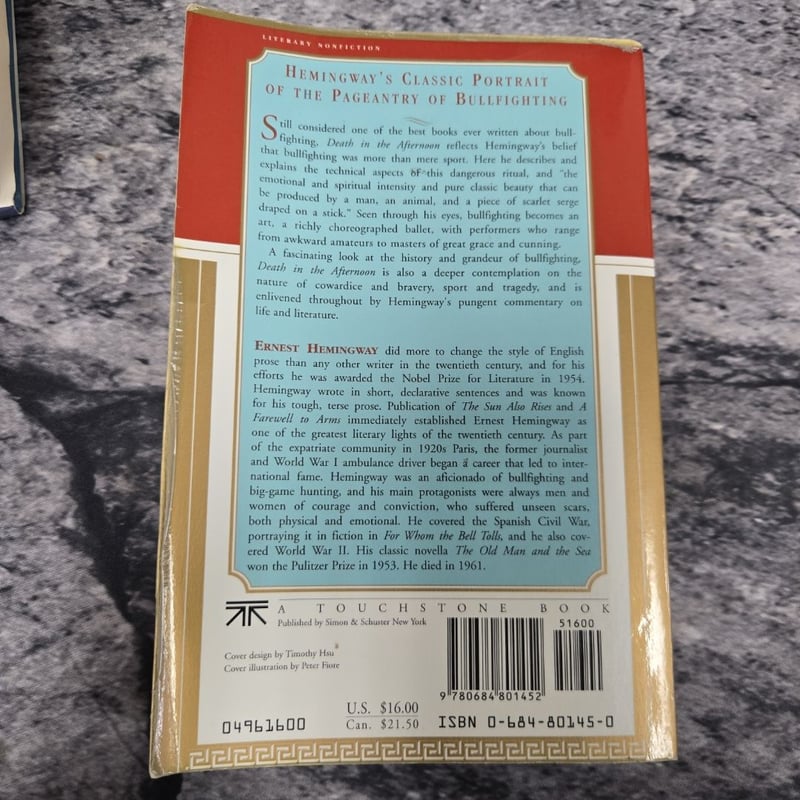 LITERARY NONFICTION
HEMINGWAY'S CLASSIC PORTRAIT
OF THE PAGEANTRY OF BULLFIGHTING
Still considered one of the best books ever written about bull-
fighting, Death in the Afternoon reflects Hemingway's belief
that bullfighting was more than mere sport. Here he describes and
explains the technical aspects of this dangerous ritual, and "the
emotional and spiritual intensity and pure classic beauty that can
be produced by a man, an animal, and a piece of scarlet serge
draped on a stick." Seen through his eyes, bullfighting becomes an
art, a richly choreographed ballet, with performers who range
from awkward amateurs to masters of great grace and cunning.
A fascinating look at the history and grandeur of bullfighting,
Death in the Afternoon is also a deeper contemplation on the
nature of cowardice and bravery, sport and tragedy, and is
enlivened throughout by Hemingway's pungent commentary on
life and literature.
ERNEST HEMINGWAY did more to change the style of English
prose than any other writer in the twentieth century, and for his
efforts he was awarded the Nobel Prize for Literature in 1954.
Hemingway wrote in short, declarative sentences and was known
for his tough, terse prose. Publication of The Sun Also Rises and A
Farewell to Arms immediately established Ernest Hemingway as
one of the greatest literary lights of the twentieth century. As part
of the expatriate community in 1920s Paris, the former journalist
and World War I ambulance driver began a career that led to inter-
national fame. Hemingway was an aficionado of bullfighting and
big-game hunting, and his main protagonists were always men and
women of courage and conviction, who suffered unseen scars,
both physical and emotional. He covered the Spanish Civil War,
portraying it in fiction in For Whom the Bell Tolls, and he also cov-
ered World War II. His classic novella The Old Man and the Sea
won the Pulitzer Prize in 1953. He died in 1961.
A TOUCHSTONE BOOK
Published by Simon & Schuster New York
51600
Cover design by Timothy Hsu
Cover illustration by Peter Fiore
9 780684 801452
U.S. $16.00
Can. $21.50
04961600
ISBN 0-684-80145-0